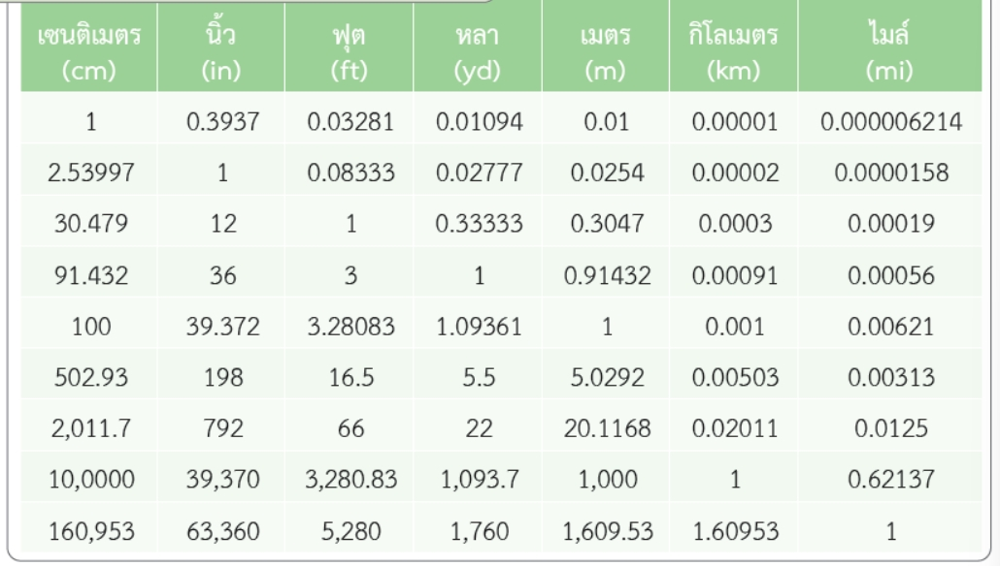 เซนติเมตร นิ้ว ฟุต หลา เมตร กิโลเมตร ไมล์
(cm) (in) (ft) (yd) (m) (km) (mi)
1 0.3937 0.03281 0.01094 0.01 0.00001 0.000006214
2.53997 1 0.08333 0.02777 0.0254 0.00002 0.0000158
30.479 12 1 0.33333 0.3047 0.0003 0.00019
91.432 36 3 1 0.91432 0.00091 0.00056
100 39.372 3.28083 1.09361 1 0.001 0.00621
502.93 198 16.5 5.5 5.0292 0.00503 0.00313
2,011.7 792 66 22 20.1168 0.02011 0.0125
10,0000 39,370 3,280.83 1,093.7 1,000 1 0.62137
160,953 63,360 5,280 1,760 1,609.53 1.60953 1